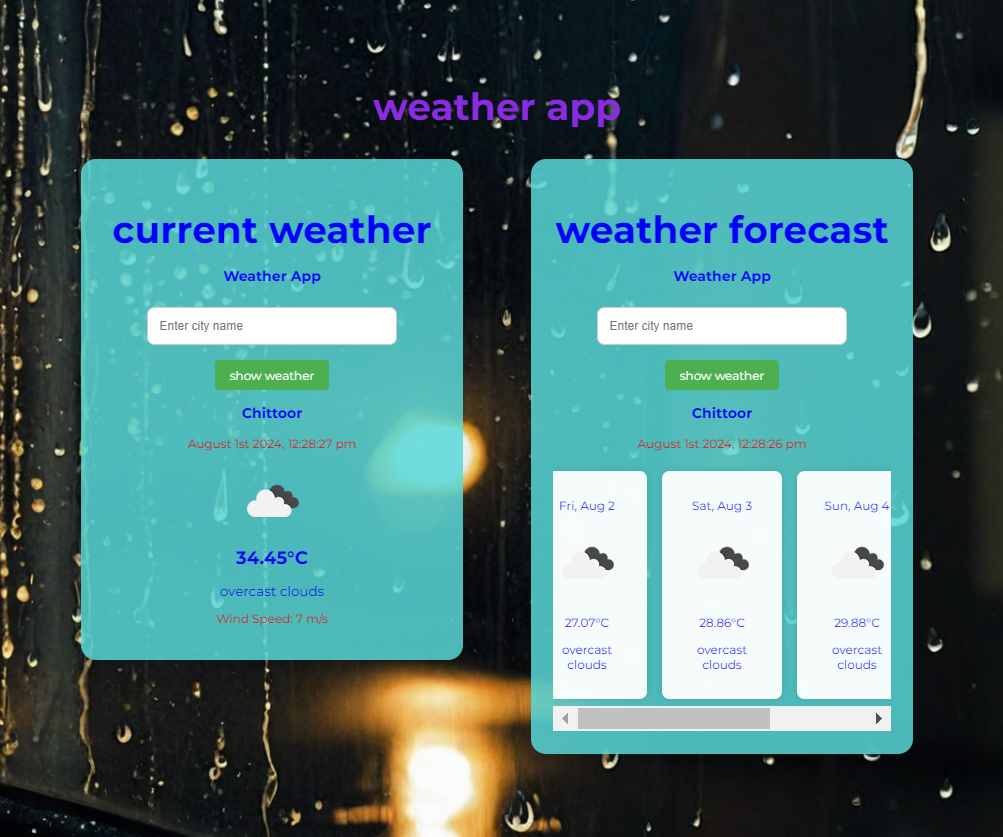 weather app
current weather
Weather App
Enter city name
show weather
Chittoor
August 1st 2024, 12:28:27 pm
34.45°C
overcast clouds
Wind Speed: 7 m/s
weather forecast
Weather App
Enter city name
show weather
Chittoor
August 1st 2024, 12:28:26 pm
Fri, Aug 2
27.07°C
overcast
clouds
Sat, Aug 3
28.86°C
overcast
clouds
Sun, Aug 4
29.88°C
overcast
clouds